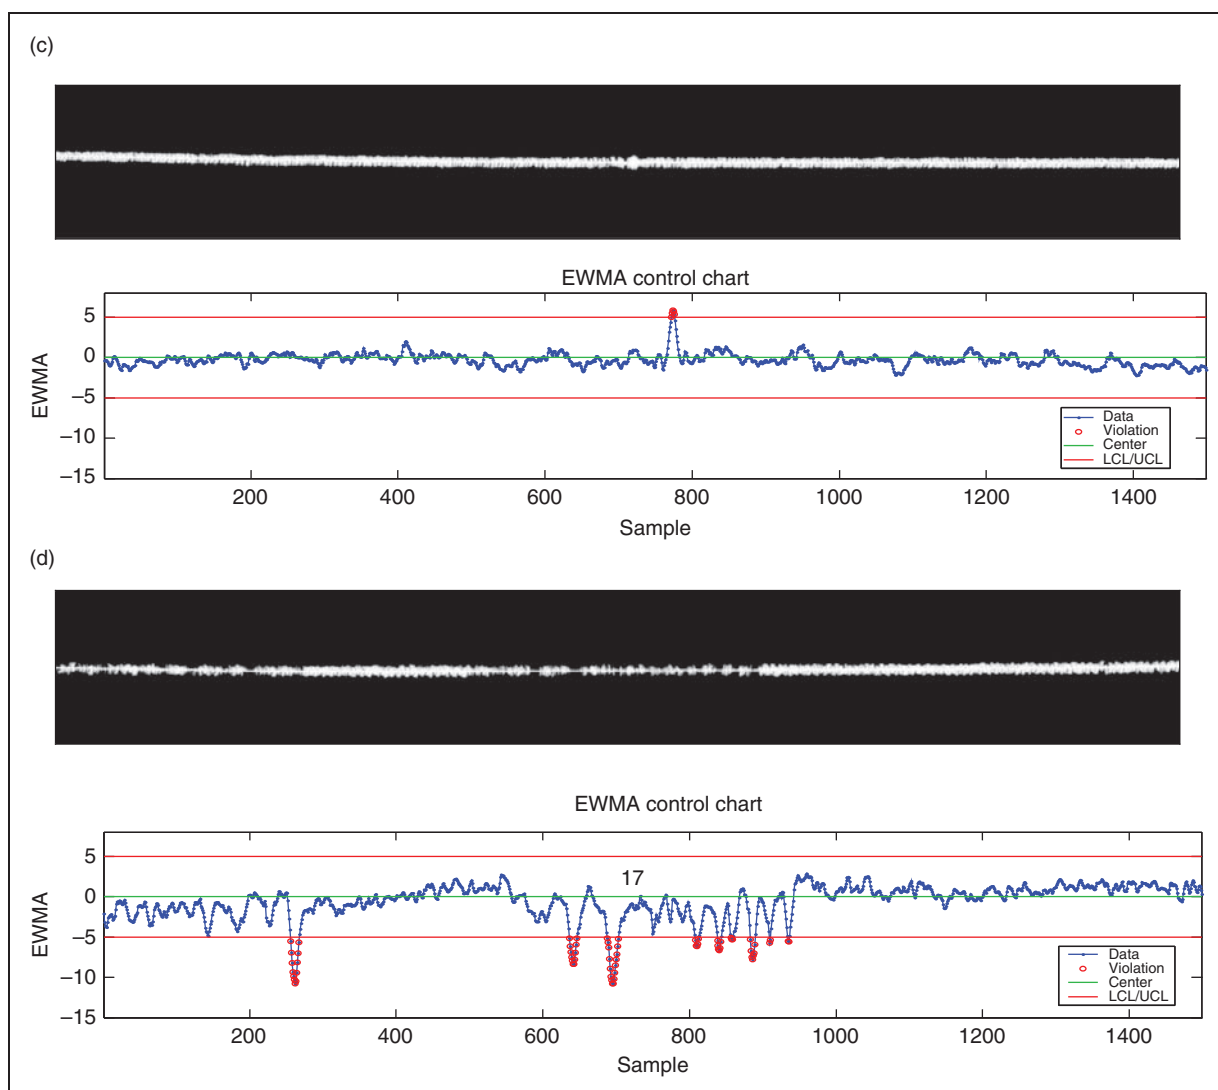 (c)
EWMA control chart
EWMA
5
0
−5
−10
−15
200 400 600 800 1000 1200 1400
Sample
Data
Violation
Center
LCL/UCL
(d)
EWMA control chart
EWMA
5
0
−5
−10
−15
17
200 400 600 800 1000 1200 1400
Sample
Data
Violation
Center
LCL/UCL